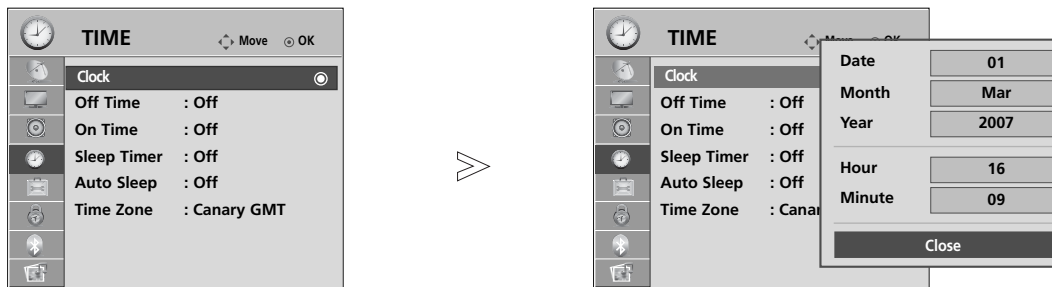 TIME Move OK
Clock
Off Time : Off
On Time : Off
Sleep Timer : Off
Auto Sleep : Off
Time Zone : Canary GMT
TIME
Clock
Off Time : Off
On Time : Off
Sleep Timer : Off
Auto Sleep : Off
Time Zone : Canar
Date 01
Month Mar
Year 2007
Hour 16
Minute 09
Close